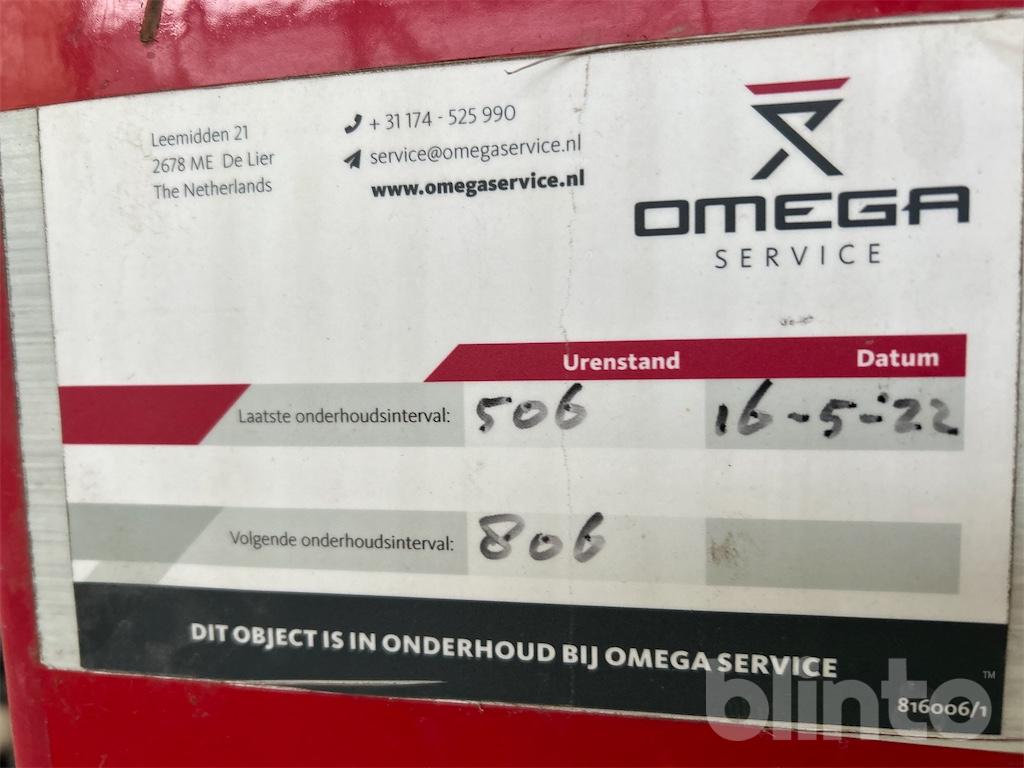 Leemidden 21
2678 ME De Lier
The Netherlands
+ 31 174 - 525 990
service@omegaservice.nl
www.omegaservice.nl
OMEGA
SERVICE
Urenstand Datum
Laatste onderhoudsinterval: 506 16-5-22
Volgende onderhoudsinterval: 806
DIT OBJECT IS IN ONDERHOUD BIJ OMEGA SERVICE
816006/1
blinto™